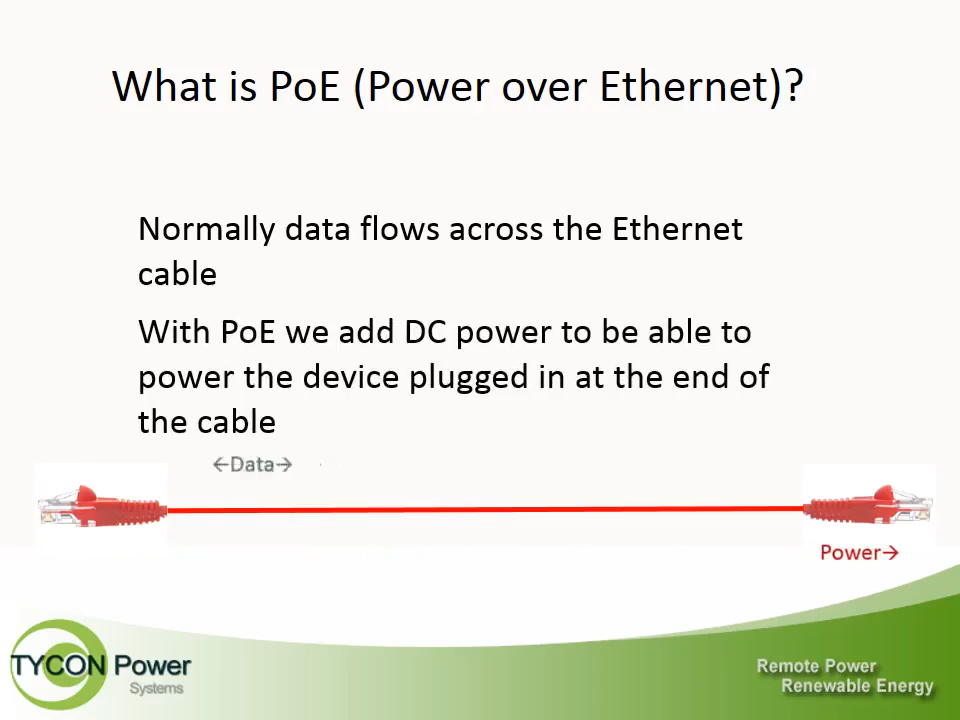 What is PoE (Power over Ethernet)?
Normally data flows across the Ethernet
cable
With PoE we add DC power to be able to
power the device plugged in at the end of
the cable
←Data→
Power→
TYCON Power
Systems
Remote Power
Renewable Energy